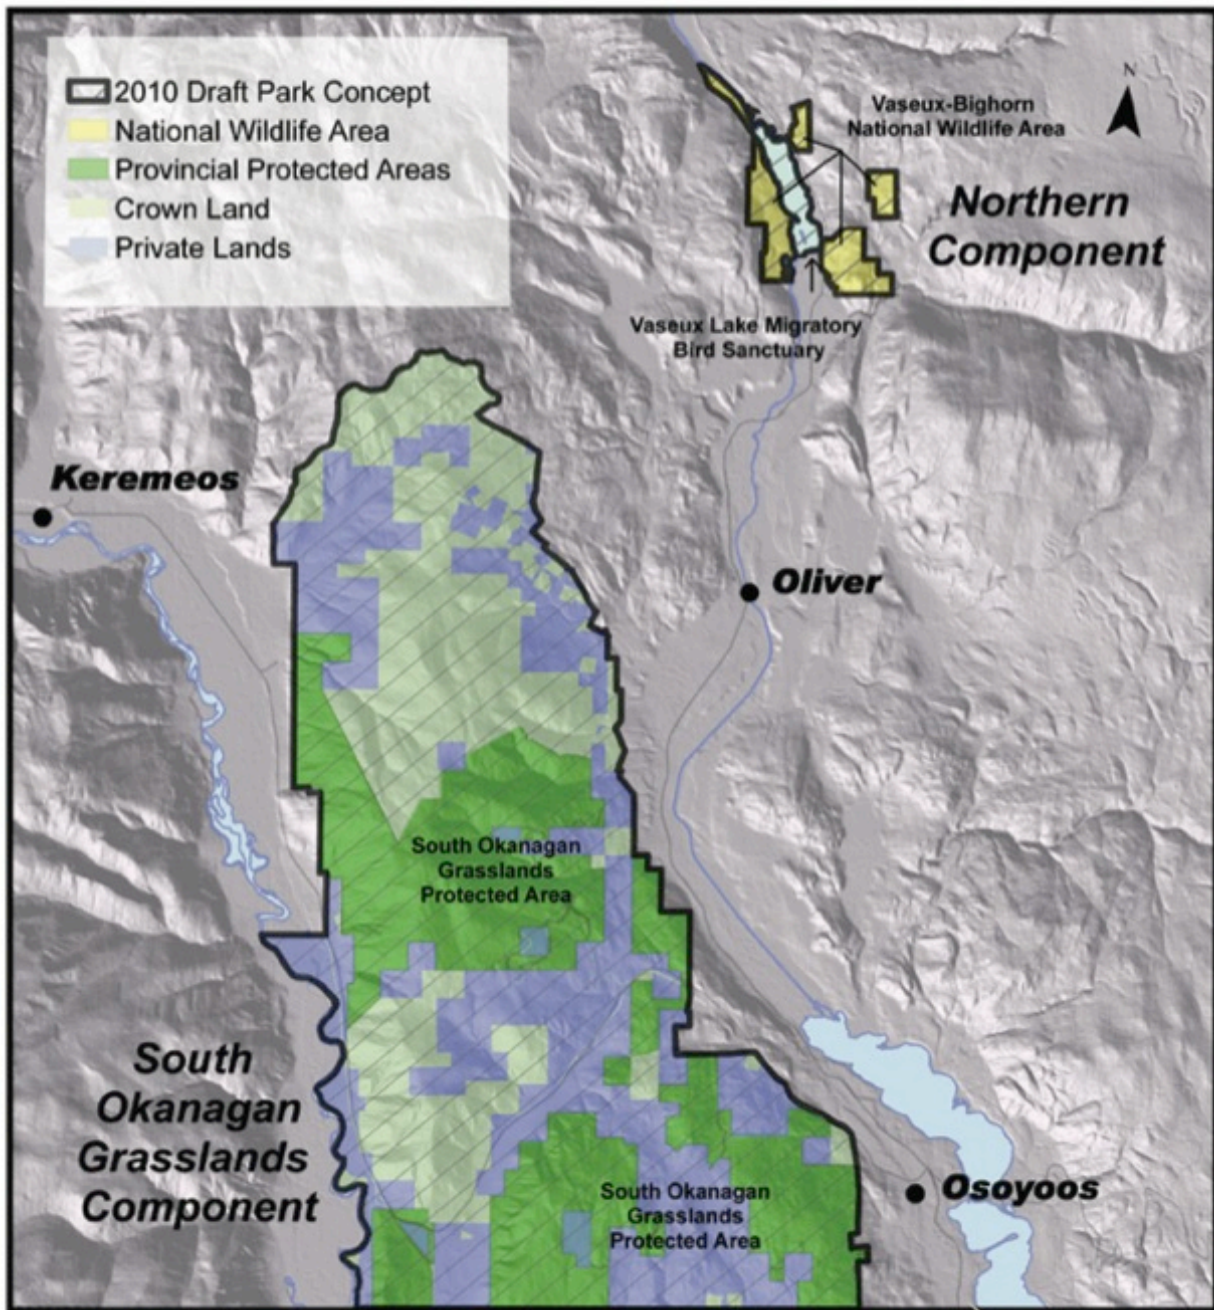 2010 Draft Park Concept
National Wildlife Area
Provincial Protected Areas
Crown Land
Private Lands
N
Vaseux-Bighorn
National Wildlife Area
Northern
Component
Vaseux Lake Migratory
Bird Sanctuary
Keremeos
Oliver
South Okanagan
Grasslands
Protected Area
South
Okanagan
Grasslands
Component
South Okanagan
Grasslands
Protected Area
Osoyoos